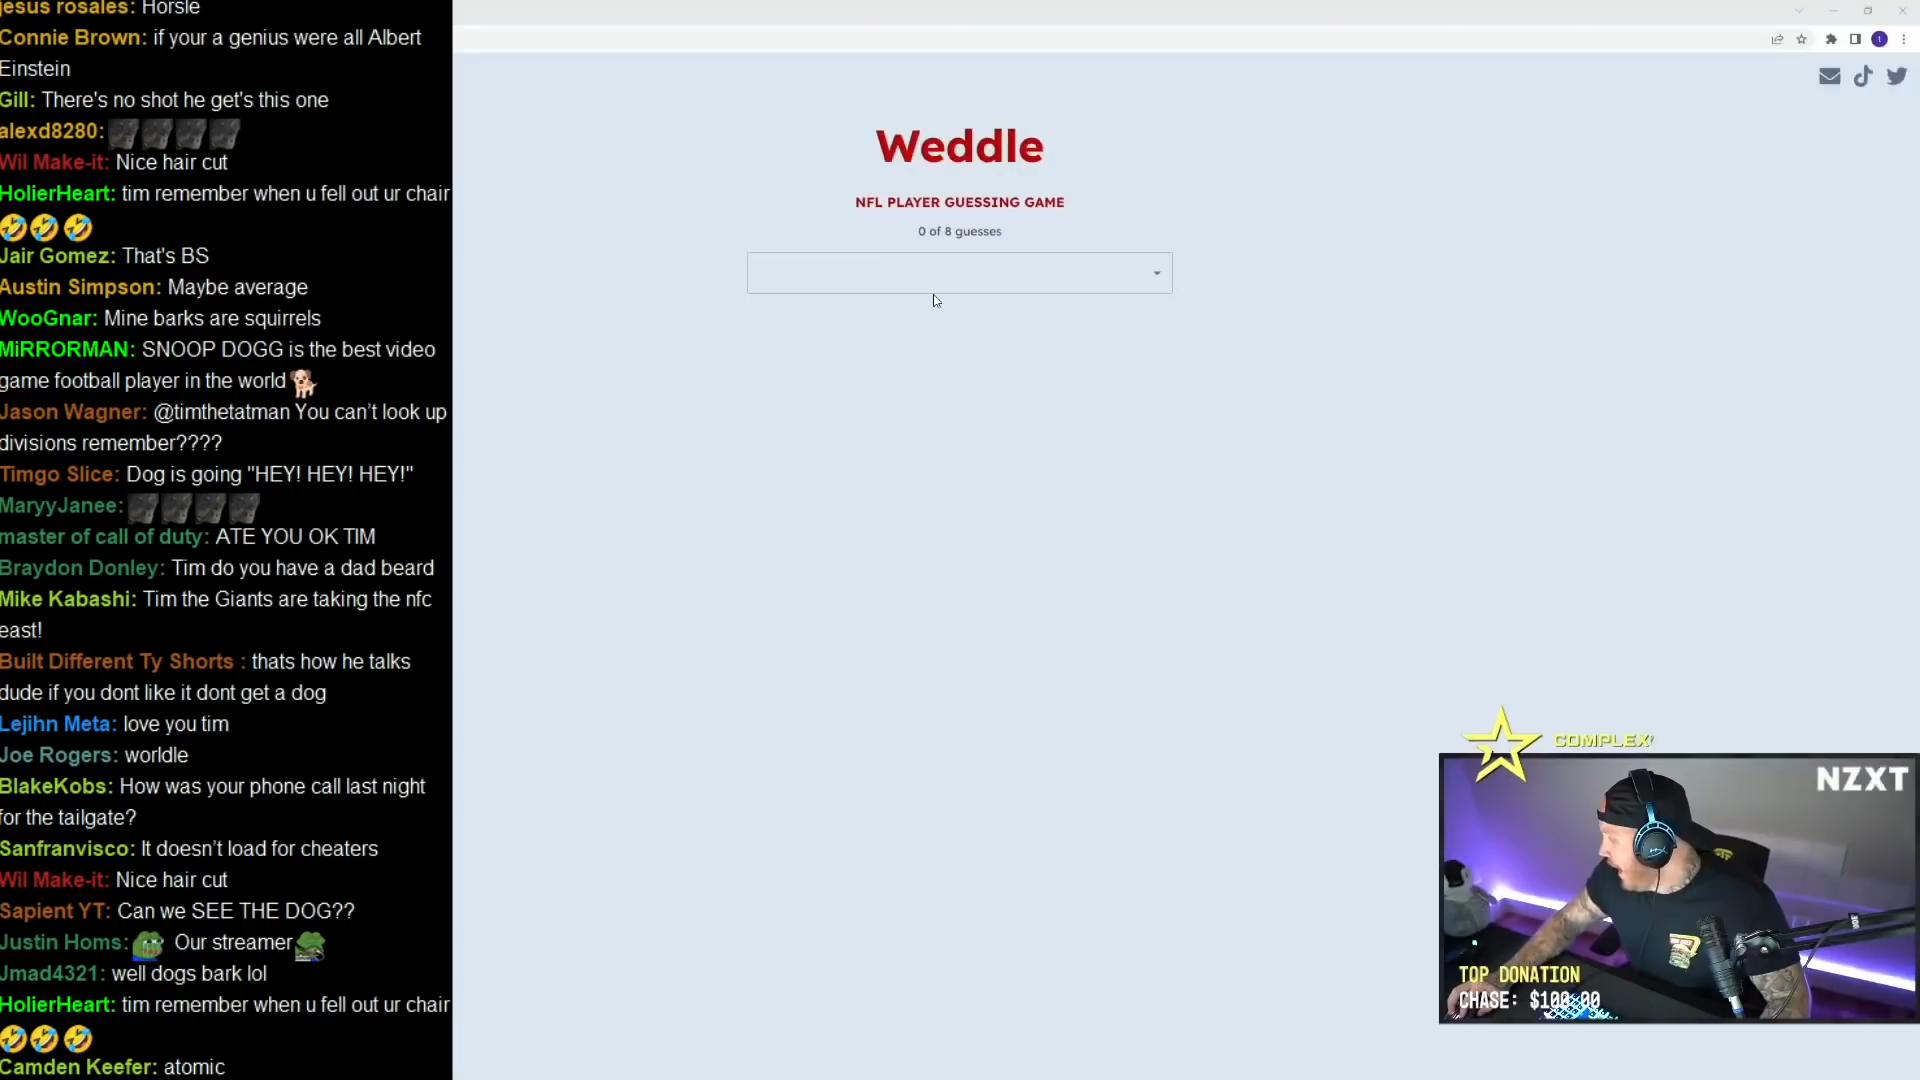 jesus rosales: Horsle
Connie Brown: if your a genius were all Albert
Einstein
Gill: There's no shot he get's this one
alexd8280:
Wil Make-it: Nice hair cut
HolierHeart: tim remember when u fell out ur chair
🤣🤣🤣
Jair Gomez: That's BS
Austin Simpson: Maybe average
WooGnar: Mine barks are squirrels
MiRRORMAN: SNOOP DOGG is the best video
game football player in the world🐕
Jason Wagner: @timthetatman You can’t look up
divisions remember????
Timgo Slice: Dog is going "HEY! HEY! HEY!"
MaryyJanee:
master of call of duty: ATE YOU OK TIM
Braydon Donley: Tim do you have a dad beard
Mike Kabashi: Tim the Giants are taking the nfc
east!
Built Different Ty Shorts : thats how he talks
dude if you dont like it dont get a dog
Lejihn Meta: love you tim
Joe Rogers: worldle
BlakeKobs: How was your phone call last night
for the tailgate?
Sanfranvisco: It doesn’t load for cheaters
Wil Make-it: Nice hair cut
Sapient YT: Can we SEE THE DOG??
Justin Homs: Our streamer
Jmad4321: well dogs bark lol
HolierHeart: tim remember when u fell out ur chair
🤣🤣🤣
Camden Keefer: atomic
Weddle
NFL PLAYER GUESSING GAME
0 of 8 guesses
COMPLEXI
NZXT
TOP DONATION
CHASE: $100.00